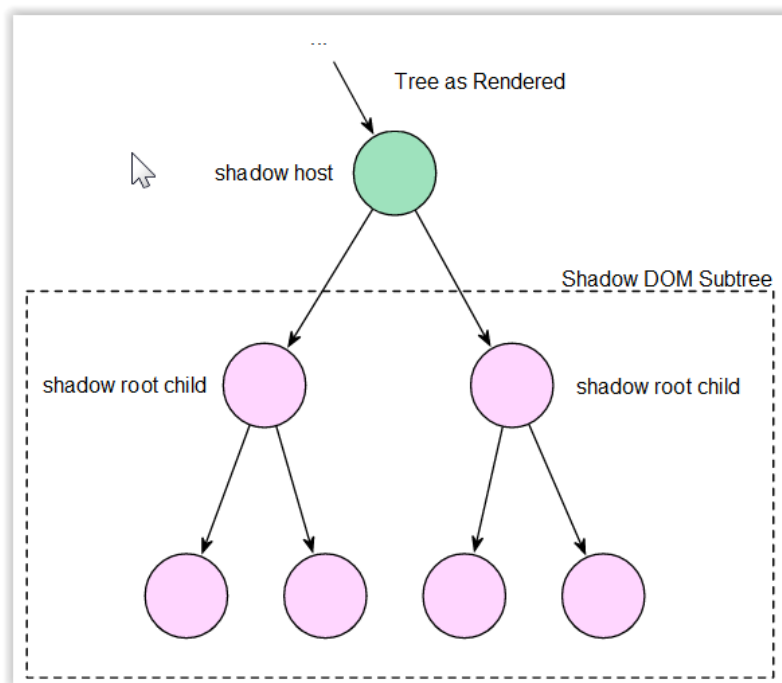 ...
Tree as Rendered
shadow host
Shadow DOM Subtree
shadow root child
shadow root child